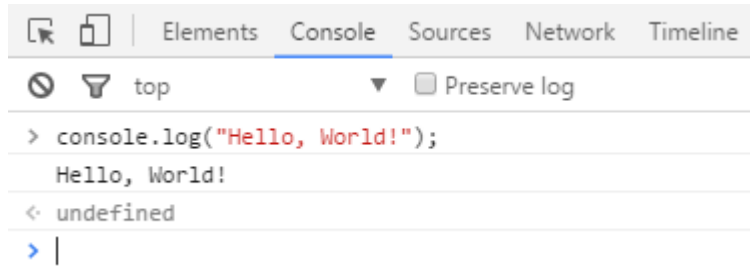 Elements Console Sources Network Timeline
top Preserve log
> console.log("Hello, World!");
Hello, World!
< undefined
>